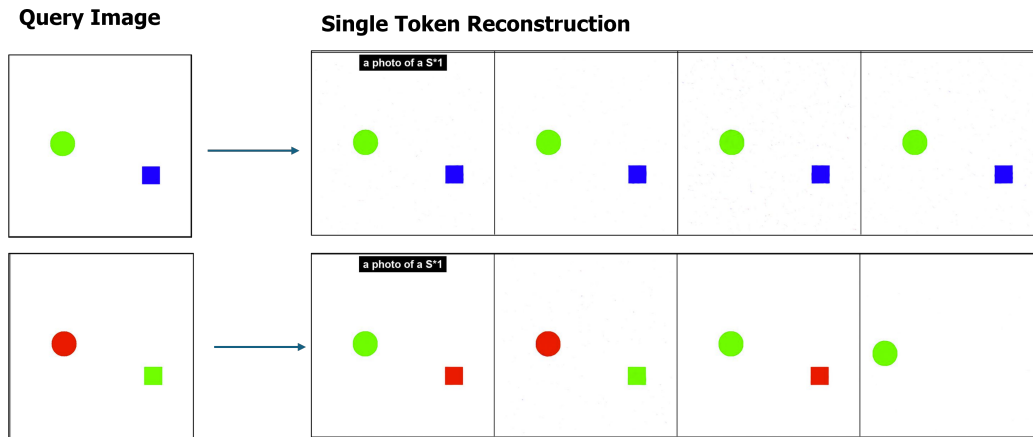 Query Image
Single Token Reconstruction
a photo of a S*1
a photo of a S*1